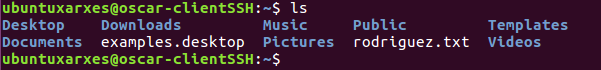 ubuntuxarxes@oscar-clientSSH:~$ ls
Desktop Downloads Music Public Templates
Documents examples.desktop Pictures rodriguez.txt Videos
ubuntuxarxes@oscar-clientSSH:~$